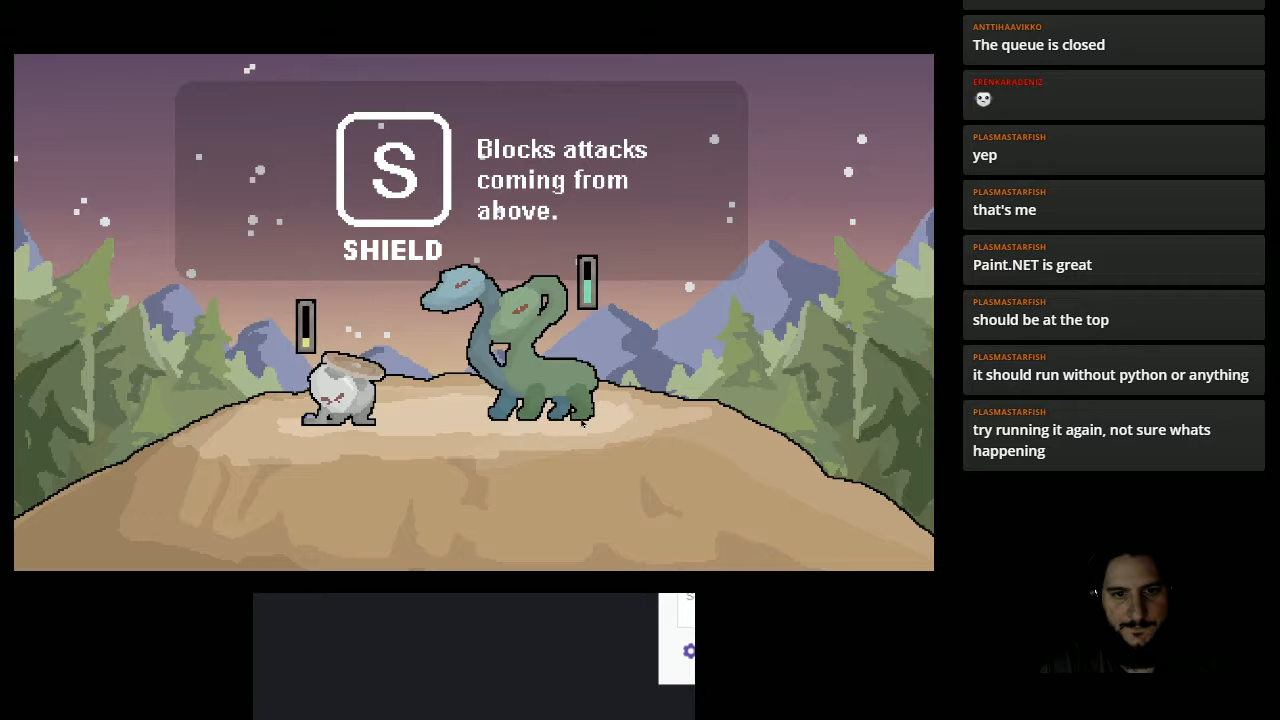 S
SHIELD
Blocks attacks
coming from
above.
ANTTIHAAVIKKO
The queue is closed
ERENKARADENIZ
PLASMASTARFISH
yep
PLASMASTARFISH
that's me
PLASMASTARFISH
Paint.NET is great
PLASMASTARFISH
should be at the top
PLASMASTARFISH
it should run without python or anything
PLASMASTARFISH
try running it again, not sure whats
happening